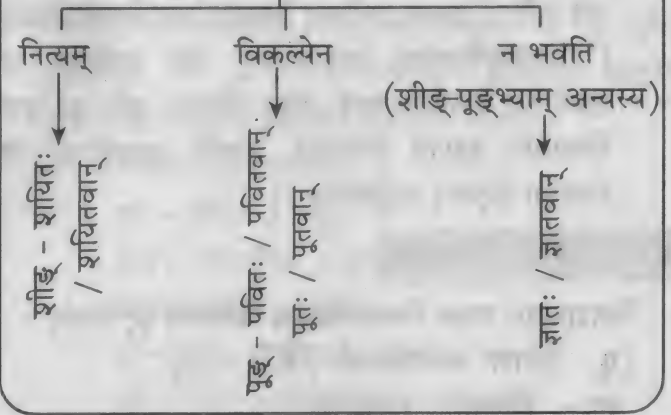 नित्यम्
विकल्पेन
न भवति
(शीङ्-पूङ्भ्याम् अन्यस्य)
शीङ् - शयितः
/ शयितवान्
पूङ् - पवितः / पवितवान्
पूतः / पूतवान्
ज्ञातः / ज्ञातवान्